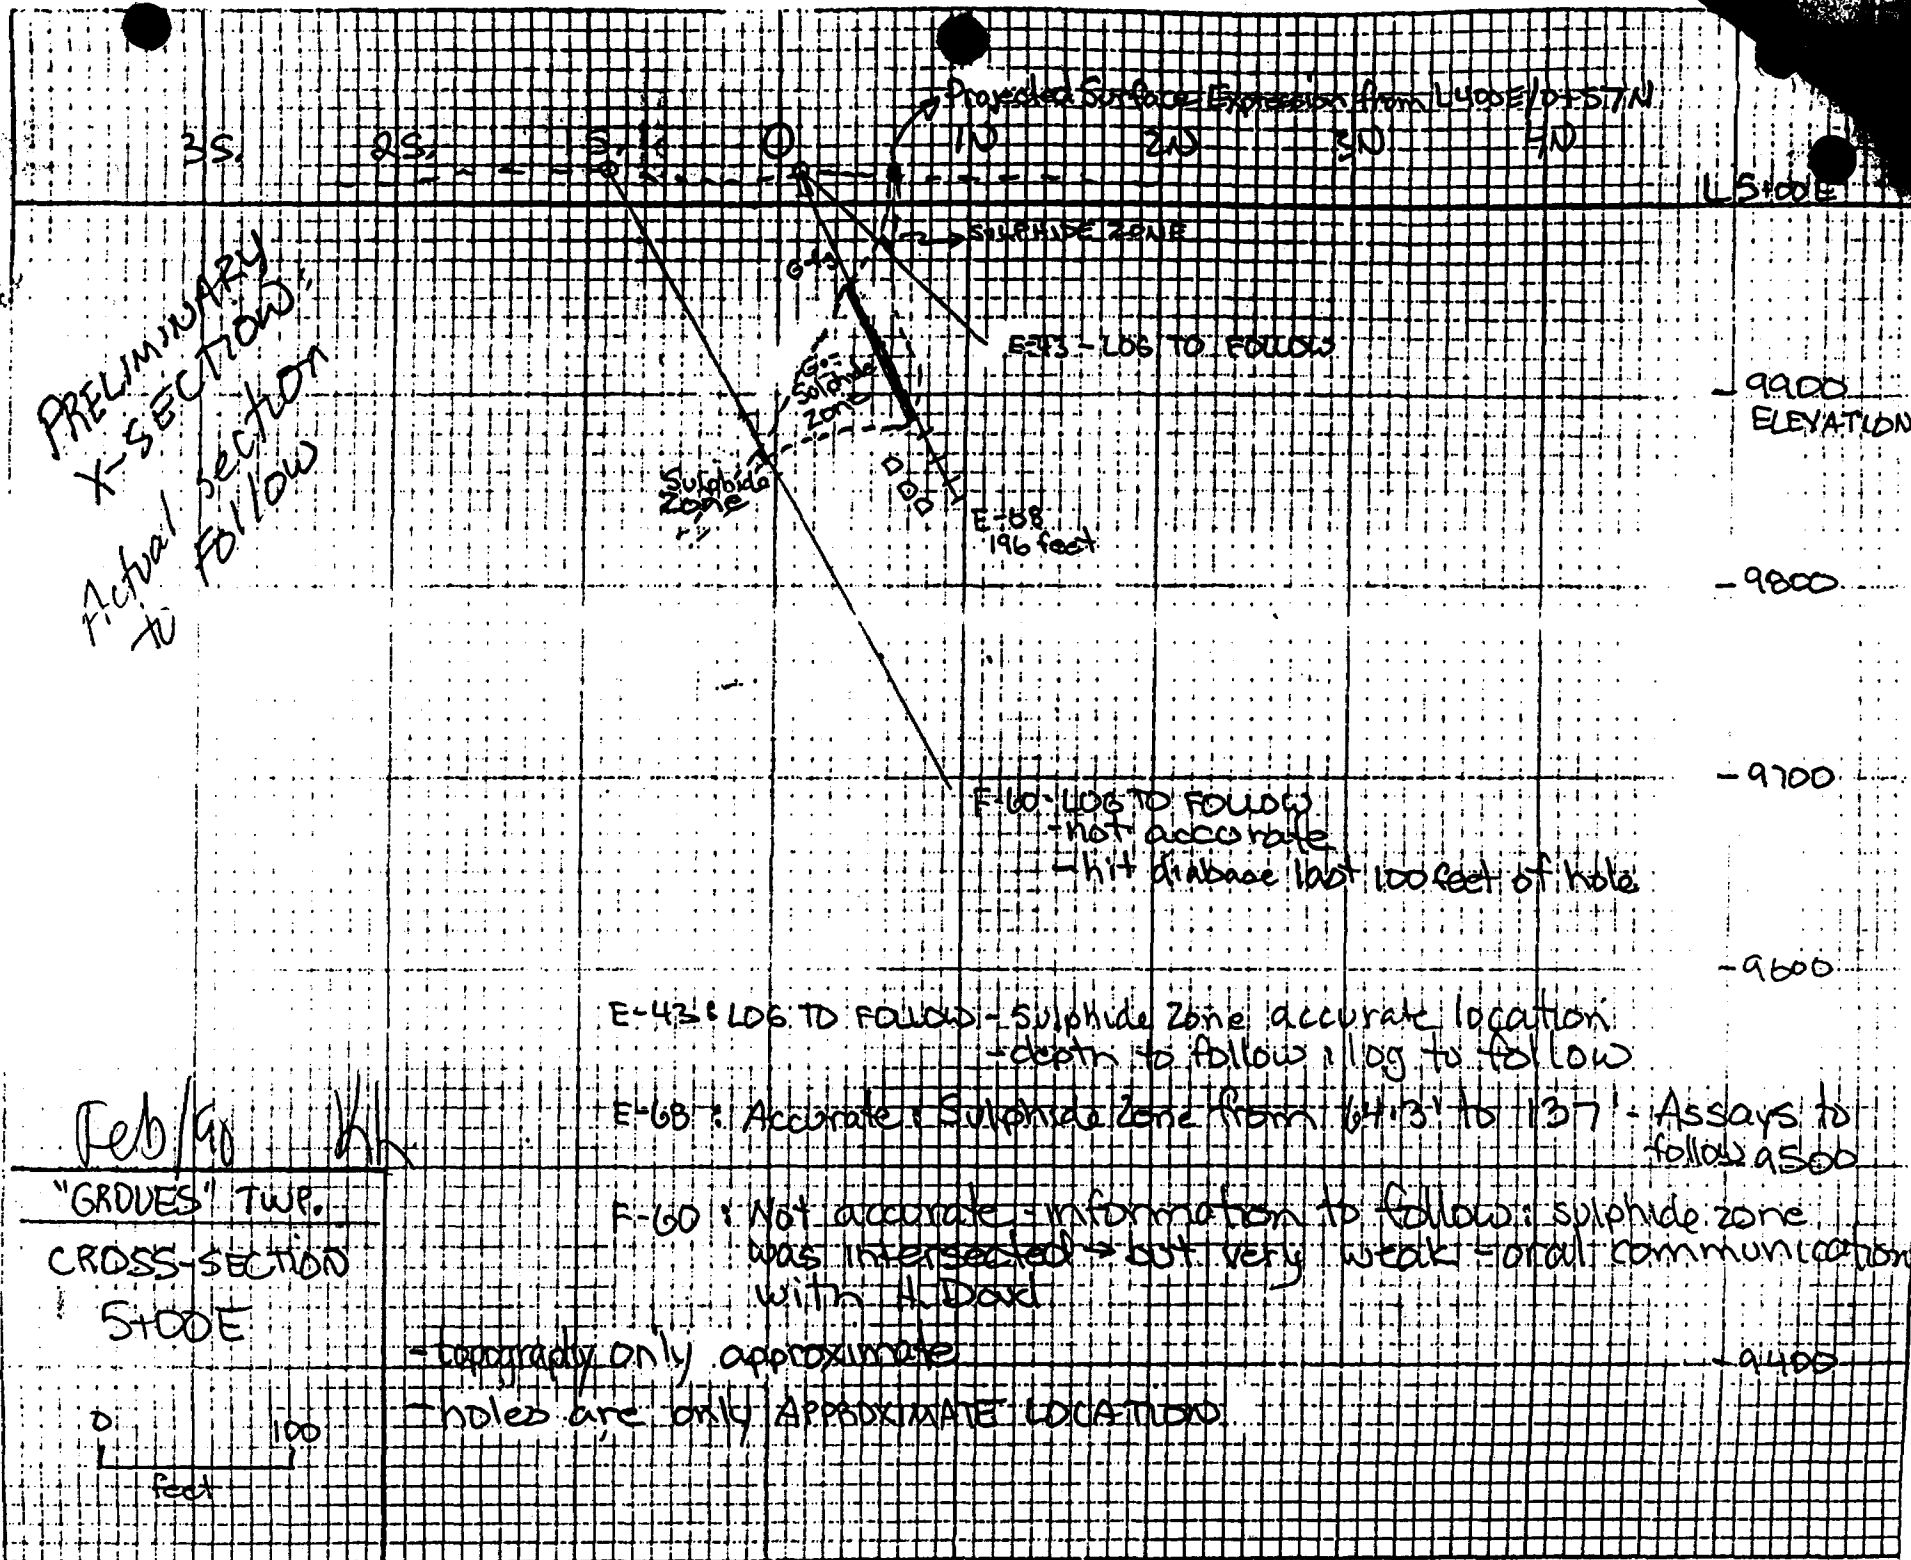 Projected Surface Expression from L400E/0+57N
3S. 2S. S. 0 1N 2N 3N 4N
L5+00E
SULPHIDE ZONE
PRELIMINARY
X-SECTION:
Actual section
to Follow
E-43 - LOG TO FOLLOW
Sulphide
Zone
- 9900
ELEVATION
Sulphide
Zone
E-68
196 feet
- 9800
- 9700
E-60 - LOG TO FOLLOW
- not accurate
- hit diabase last 100 feet of hole
- 9600
E-43: LOG TO FOLLOW - Sulphide Zone accurate location
- depth to follow: log to follow
E-68: Accurate: Sulphide Zone from 64.3' to 137' - Assays to
follow
9500
Feb/90
"GROVES" TWP.
CROSS-SECTION
5+00E
E-60: Not accurate - information to follow: sulphide zone
was intersected → but very weak - oral communication
with H. Dowd
- topography only approximate
- 9400
- holes are only APPROXIMATE LOCATION
0 100
feet